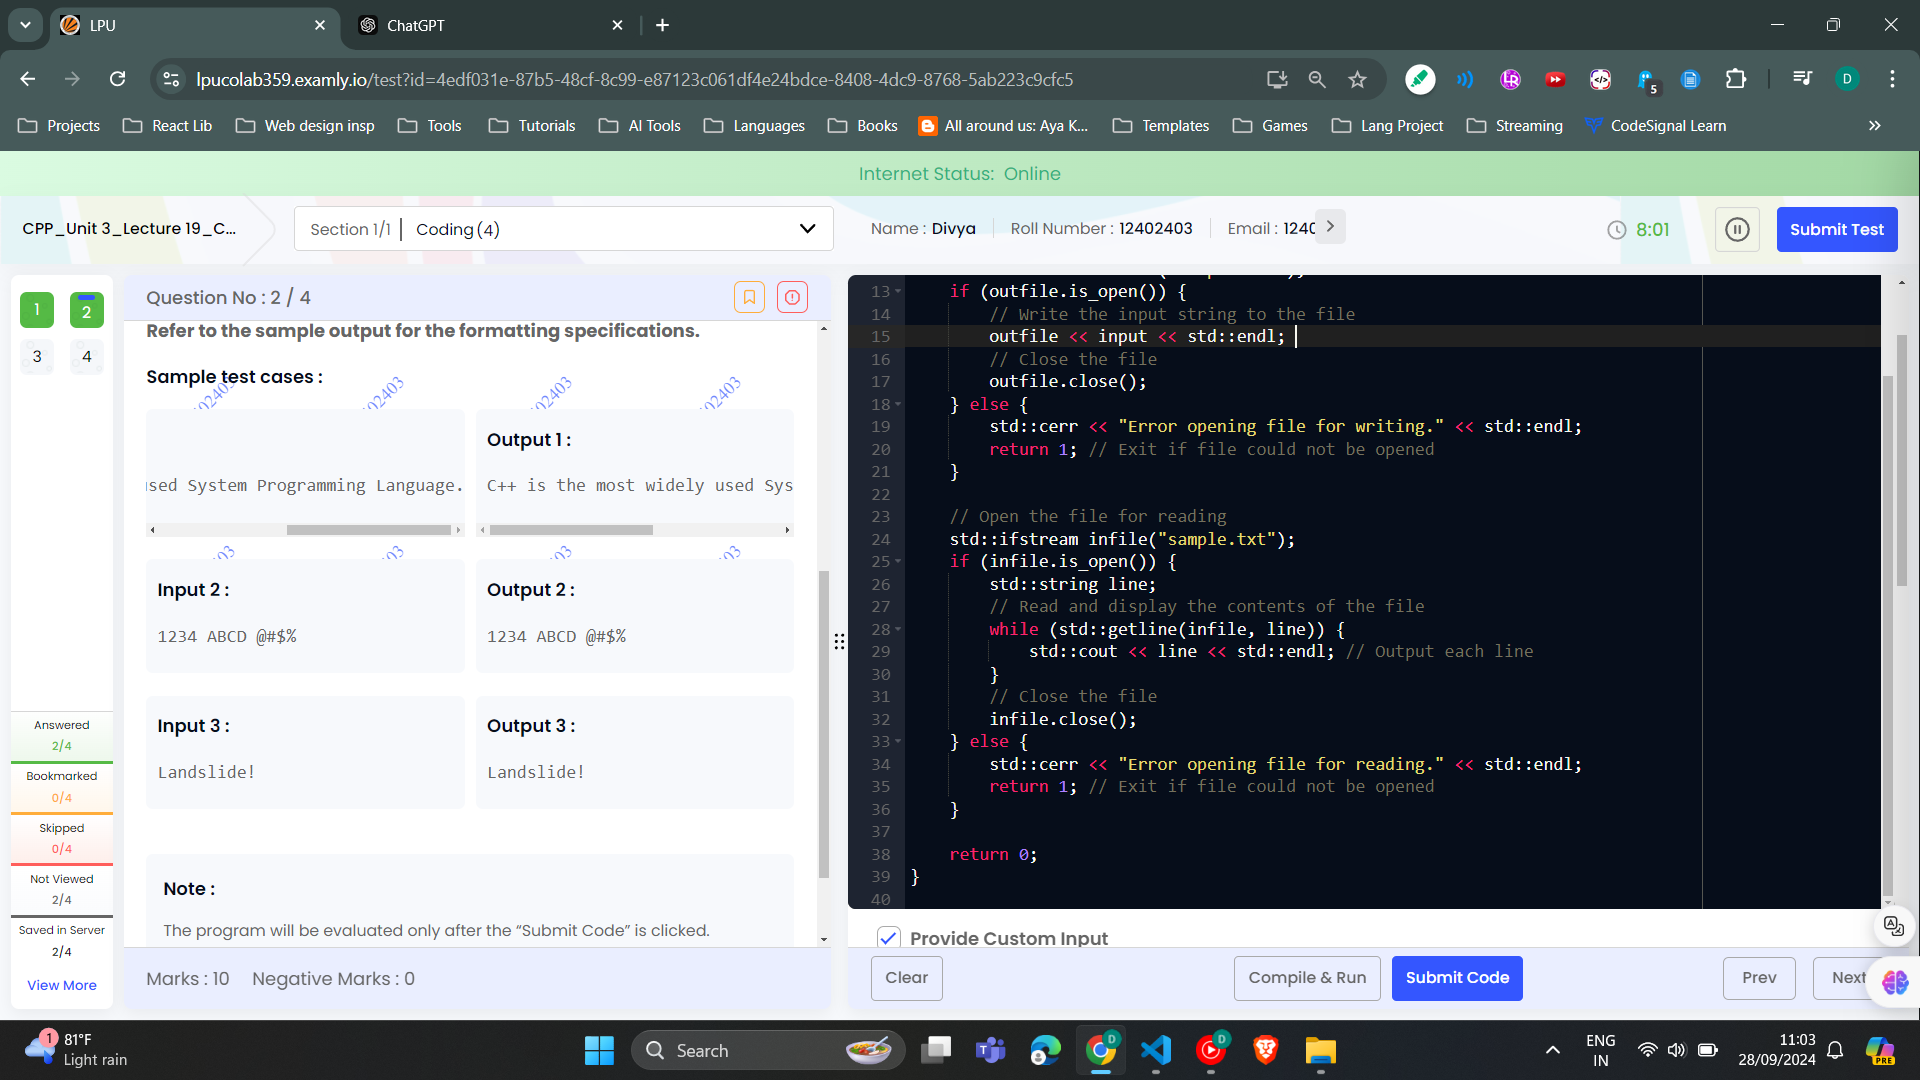 LPU
ChatGPT
lpucolab359.examly.io/test?id=4edf031e-87b5-48cf-8c99-e87123c061df4e24bdce-8408-4dc9-8768-5ab223c9cfc5
5
D
Projects
React Lib
Web design insp
Tools
Tutorials
AI Tools
Languages
Books
All around us: Aya K...
Templates
Games
Lang Project
Streaming
CodeSignal Learn
Internet Status: Online
CPP_Unit 3_Lecture 19_C...
Section 1/1 | Coding (4)
Name : Divya
Roll Number : 12402403
Email : 1240
8:01
Submit Test
1
2
3
4
Answered
2/4
Bookmarked
0/4
Skipped
0/4
Not Viewed
2/4
Saved in Server
2/4
View More
Question No : 2 / 4
Refer to the sample output for the formatting specifications.
Sample test cases :
sed System Programming Language.
Output 1 :
C++ is the most widely used Sys
Input 2 :
1234 ABCD @#$%
Output 2 :
1234 ABCD @#$%
Input 3 :
Landslide!
Output 3 :
Landslide!
Note :
The program will be evaluated only after the “Submit Code” is clicked.
Marks : 10
Negative Marks : 0
13 if (outfile.is_open()) {
14 // Write the input string to the file
15 outfile << input << std::endl;
16 // Close the file
17 outfile.close();
18 } else {
19 std::cerr << "Error opening file for writing." << std::endl;
20 return 1; // Exit if file could not be opened
21 }
22
23 // Open the file for reading
24 std::ifstream infile("sample.txt");
25 if (infile.is_open()) {
26 std::string line;
27 // Read and display the contents of the file
28 while (std::getline(infile, line)) {
29 std::cout << line << std::endl; // Output each line
30 }
31 // Close the file
32 infile.close();
33 } else {
34 std::cerr << "Error opening file for reading." << std::endl;
35 return 1; // Exit if file could not be opened
36 }
37
38 return 0;
39 }
40
Provide Custom Input
Clear
Compile & Run
Submit Code
Prev
Next
1
81°F
Light rain
Search
D
D
ENG
IN
11:03
28/09/2024
PRE